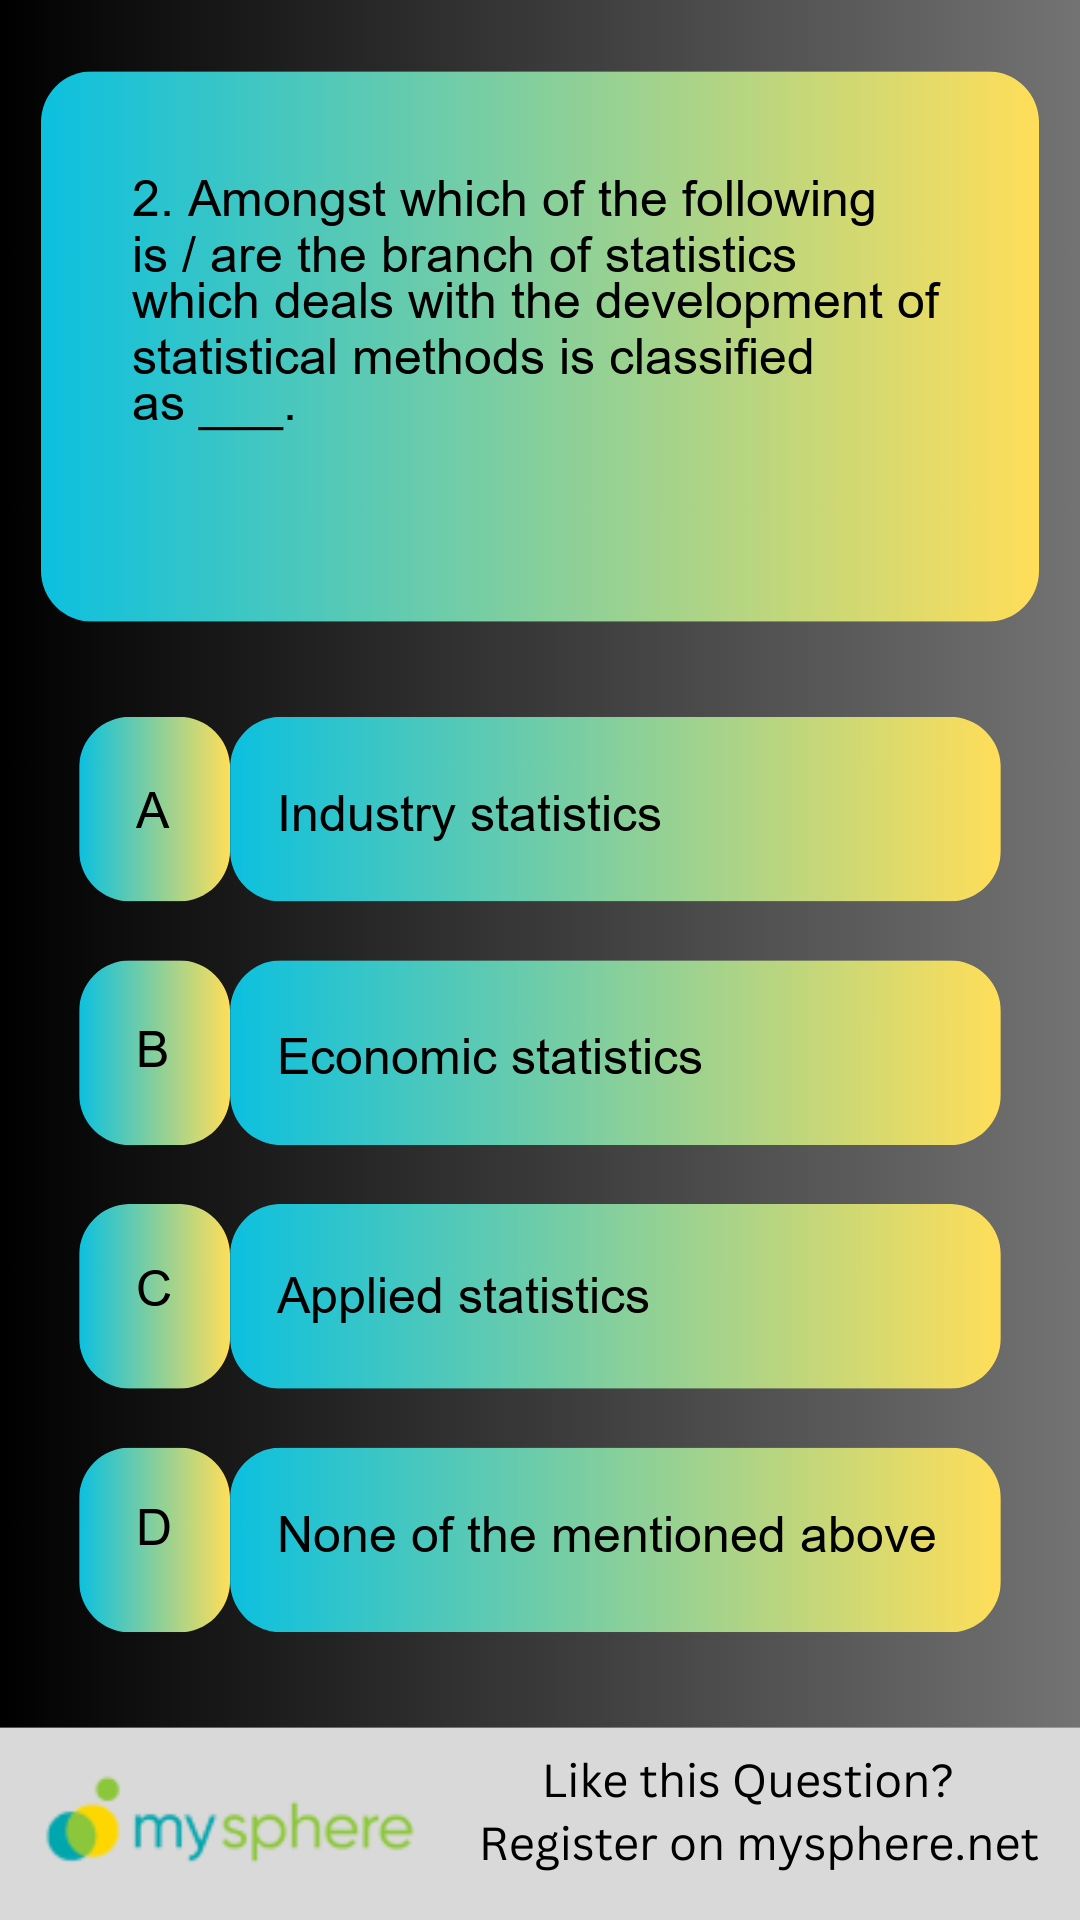 2. Amongst which of the following
is / are the branch of statistics
which deals with the development of
statistical methods is classified
as ___.
A
Industry statistics
B
Economic statistics
C
Applied statistics
D
None of the mentioned above
mysphere
Like this Question?
Register on mysphere.net